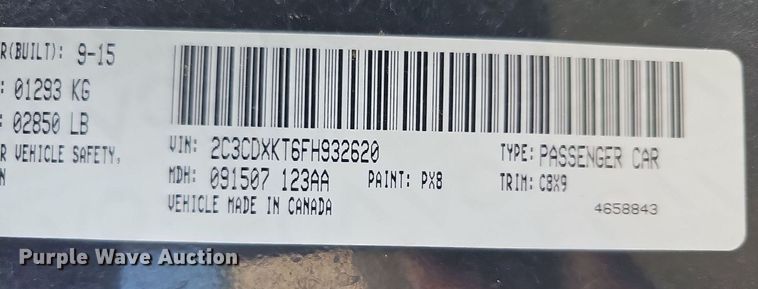 R(BUILT): 9-15
: 01293 KG
: 02850 LB
R VEHICLE SAFETY,
N
VIN: 2C3CDXKT6FH932620
TYPE: PASSENGER CAR
MDH: 091507 123AA PAINT: PX8 TRIM: C8X9
VEHICLE MADE IN CANADA
4658843
Purple Wave Auction